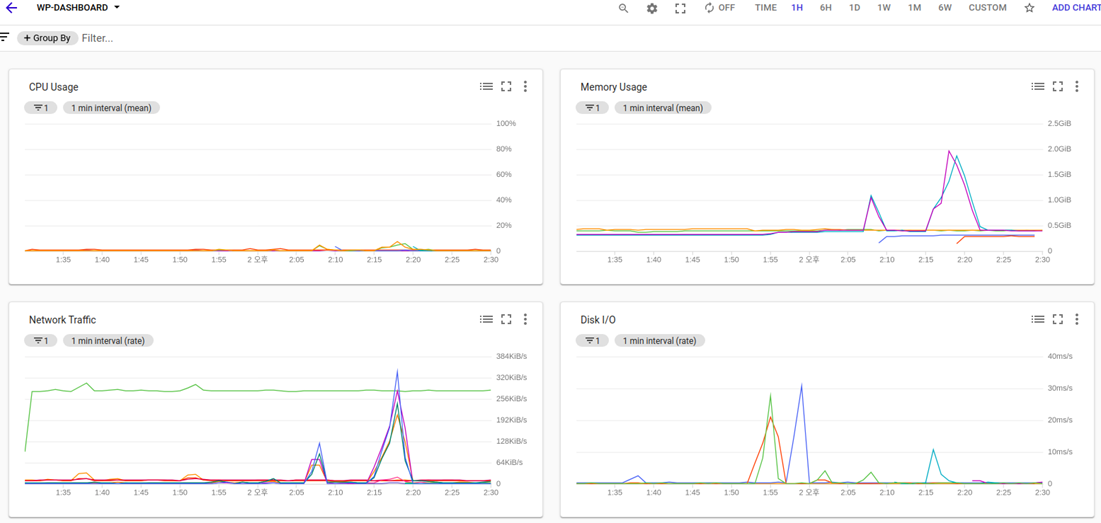 WP-DASHBOARD
OFF TIME 1H 6H 1D 1W 1M 6W CUSTOM ADD CHART
+ Group By Filter...
CPU Usage
1 1 min interval (mean)
100%
80%
60%
40%
20%
0
1:35 1:40 1:45 1:50 1:55 2 오후 2:05 2:10 2:15 2:20 2:25 2:30
Memory Usage
1 1 min interval (mean)
2.5GiB
2.0GiB
1.5GiB
1.0GiB
0.5GiB
0
1:35 1:40 1:45 1:50 1:55 2 오후 2:05 2:10 2:15 2:20 2:25 2:30
Network Traffic
1 1 min interval (rate)
384KiB/s
320KiB/s
256KiB/s
192KiB/s
128KiB/s
64KiB/s
0
1:35 1:40 1:45 1:50 1:55 2 오후 2:05 2:10 2:15 2:20 2:25 2:30
Disk I/O
1 1 min interval (rate)
40ms/s
30ms/s
20ms/s
10ms/s
0
1:35 1:40 1:45 1:50 1:55 2 오후 2:05 2:10 2:15 2:20 2:25 2:30